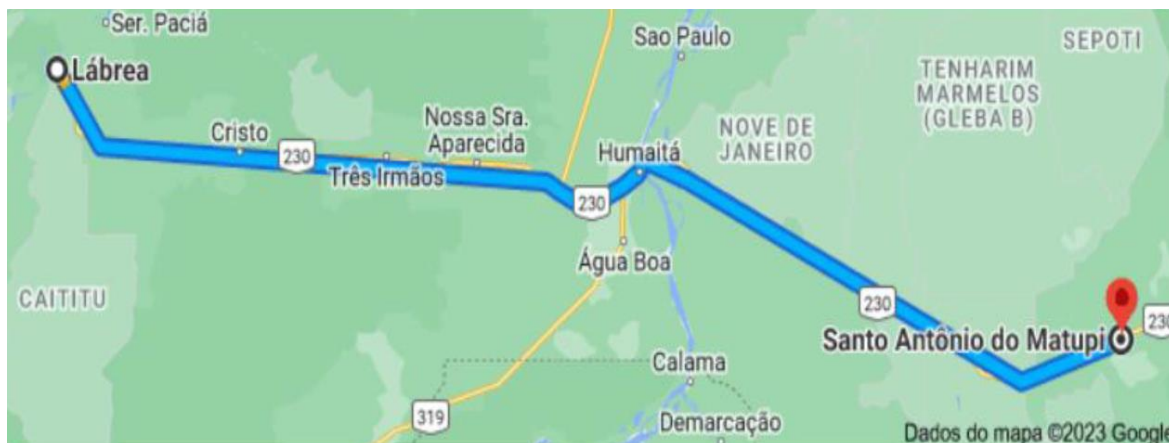 Ser. Paciá
Sao Paulo
SEPOTI
Lábrea
TENHARIM
MARMELOS
(GLEBA B)
Nossa Sra.
Aparecida
Cristo
230
Três Irmãos
Humaitá
NOVE DE
JANEIRO
230
Água Boa
CAITITU
230
230
Santo Antônio do Matupi
Calama
319
Demarcação
Dados do mapa ©2023 Google